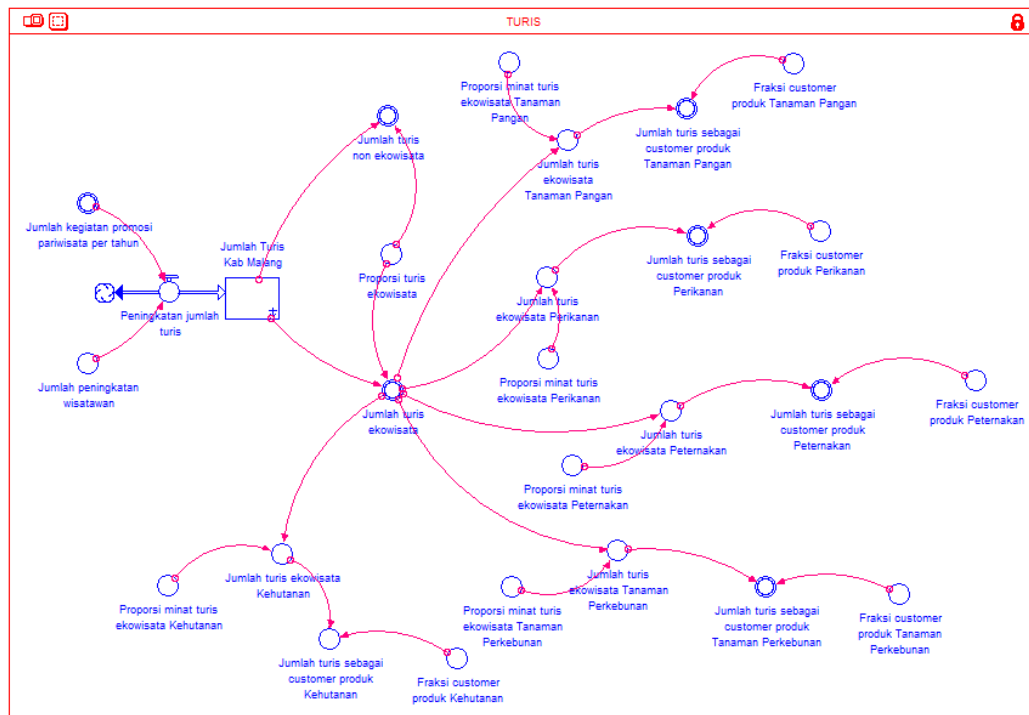 TURIS
Proporsi minat turis
ekowisata Tanaman
Pangan
Fraksi customer
produk Tanaman Pangan
Jumlah turis
non ekowisata
Jumlah turis
ekowisata
Tanaman Pangan
Jumlah turis sebagai
customer produk
Tanaman Pangan
Jumlah kegiatan promosi
pariwisata per tahun
Jumlah Turis
Kab Malang
Proporsi turis
ekowisata
Jumlah turis sebagai
customer produk
Perikanan
Fraksi customer
produk Perikanan
Peningkatan jumlah
turis
Jumlah turis
ekowisata Perikanan
Jumlah peningkatan
wisatawan
Proporsi minat turis
ekowisata Perikanan
Jumlah turis
ekowisata
Jumlah turis
ekowisata Peternakan
Jumlah turis sebagai
customer produk
Peternakan
Fraksi customer
produk Peternakan
Proporsi minat turis
ekowisata Peternakan
Jumlah turis ekowisata
Kehutanan
Jumlah turis
ekowisata Tanaman
Perkebunan
Proporsi minat turis
ekowisata Kehutanan
Proporsi minat turis
ekowisata Tanaman
Perkebunan
Jumlah turis sebagai
customer produk
Tanaman Perkebunan
Fraksi customer
produk Tanaman
Perkebunan
Jumlah turis sebagai
customer produk
Kehutanan
Fraksi customer
produk Kehutanan